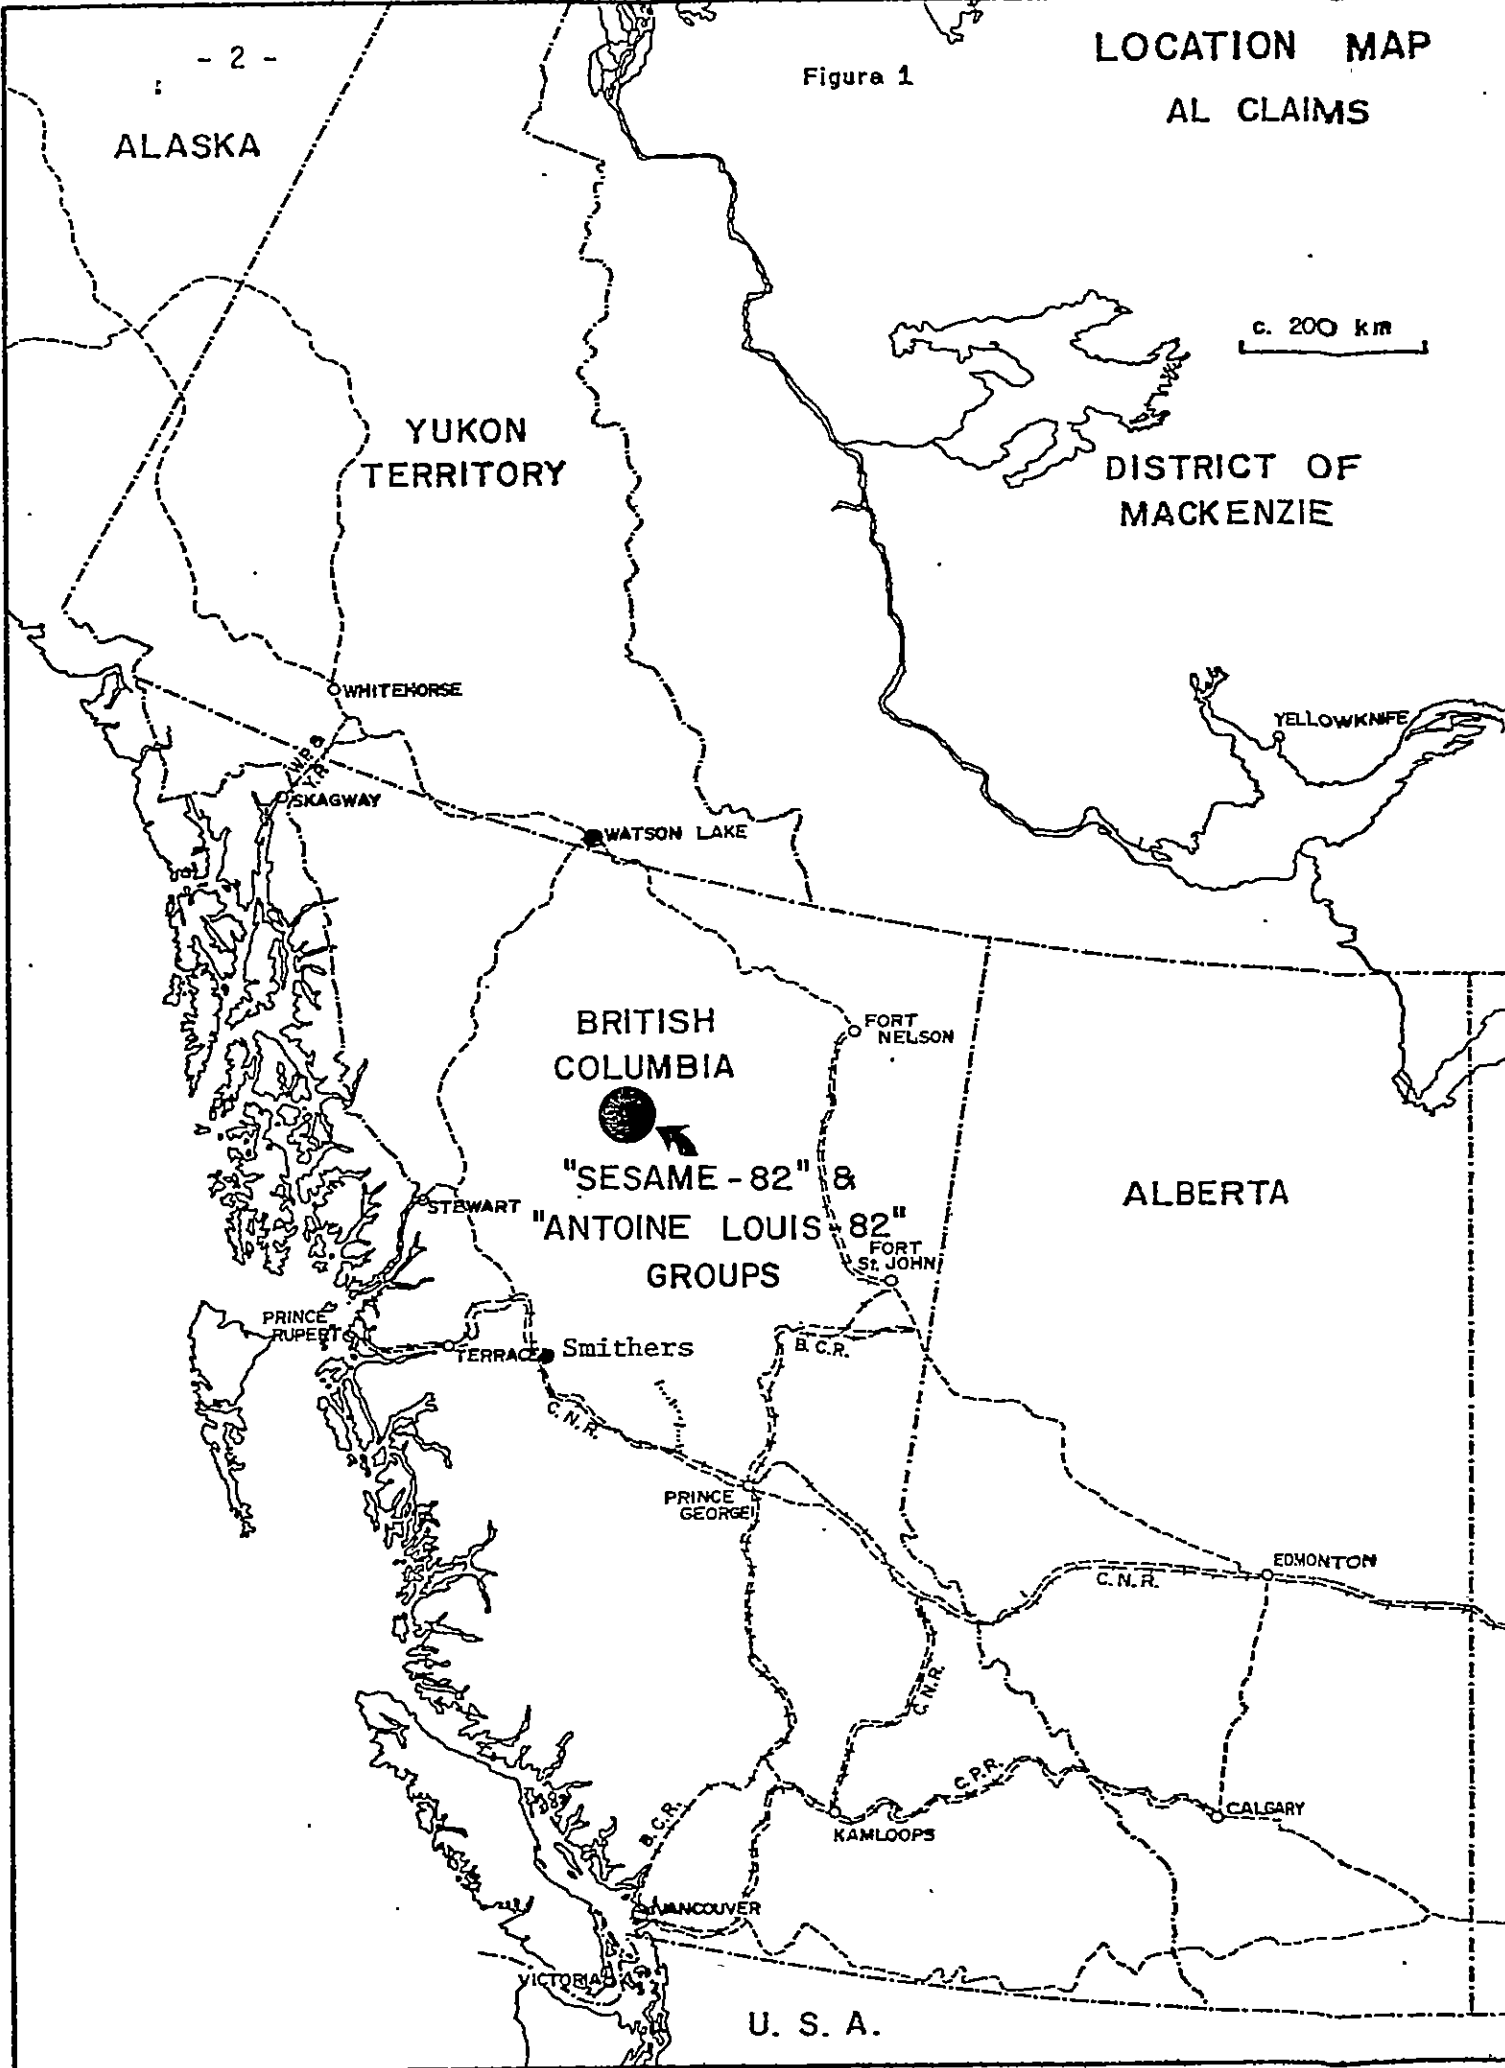 - 2 -
Figura 1
LOCATION MAP
AL CLAIMS
ALASKA
c. 200 km
YUKON
TERRITORY
DISTRICT OF
MACKENZIE
WHITEHORSE
YELLOWKNIFE
W.P. &
Y.R.
SKAGWAY
WATSON LAKE
BRITISH
COLUMBIA
FORT
NELSON
"SESAME - 82" &
"ANTOINE LOUIS 82"
GROUPS
ALBERTA
STEWART
FORT
St. JOHN
PRINCE
RUPERT
TERRACE
Smithers
B.C.R.
C.N.R.
PRINCE
GEORGE
EDMONTON
C.N.R.
C.N.R.
C.P.R.
B.C.R.
KAMLOOPS
CALGARY
VANCOUVER
VICTORIA
U. S. A.